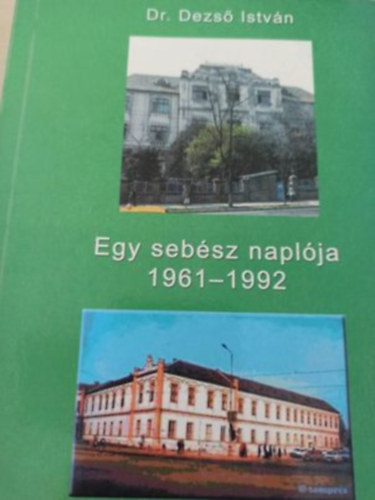 Dr. Dezső István
Egy sebész naplója
1961–1992